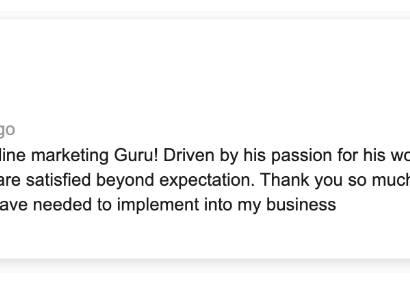 go
line marketing Guru! Driven by his passion for his wo
are satisfied beyond expectation. Thank you so much
ave needed to implement into my business